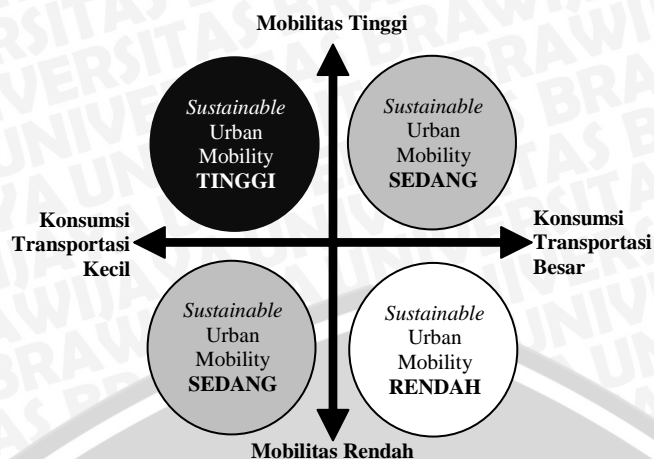 Mobilitas Tinggi
Sustainable
Urban
Mobility
TINGGI
Sustainable
Urban
Mobility
SEDANG
Konsumsi
Transportasi
Kecil
Konsumsi
Transportasi
Besar
Sustainable
Urban
Mobility
SEDANG
Sustainable
Urban
Mobility
RENDAH
Mobilitas Rendah